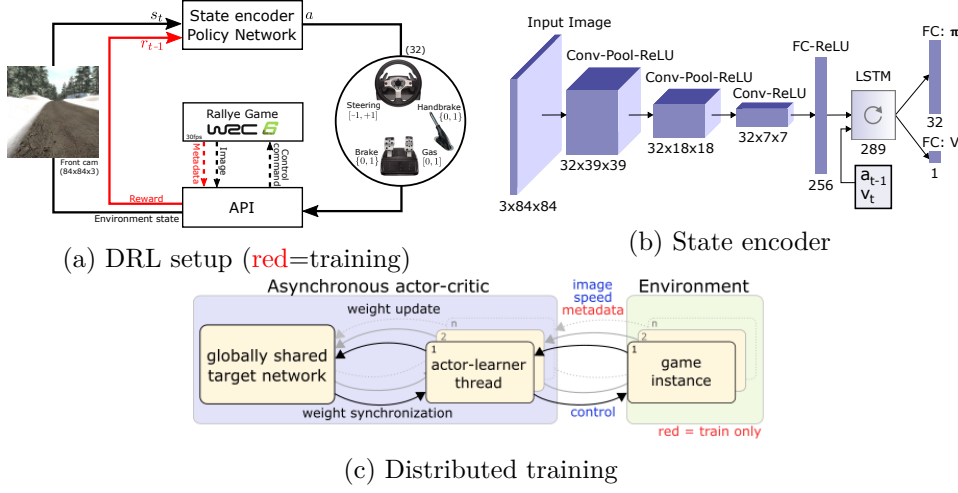 s_t
r_{t-1}
State encoder
Policy Network
a
(32)
Steering
[-1, +1]
Handbrake
{0, 1}
Brake
{0, 1}
Gas
[0, 1]
Rallye Game
WRC 6
30fps
Metadata
Image
Control
command
Front cam
(84x84x3)
Reward
Environment state
API
(a) DRL setup (red=training)
Input Image
3x84x84
Conv-Pool-ReLU
32x39x39
Conv-Pool-ReLU
32x18x18
Conv-ReLU
32x7x7
FC-ReLU
256
LSTM
289
a_{t-1}
v_t
FC: π
32
FC: V
1
(b) State encoder
Asynchronous actor-critic
weight update
globally shared
target network
weight synchronization
n
2
1
actor-learner
thread
image
speed
metadata
control
Environment
n
2
1
game
instance
red = train only
(c) Distributed training